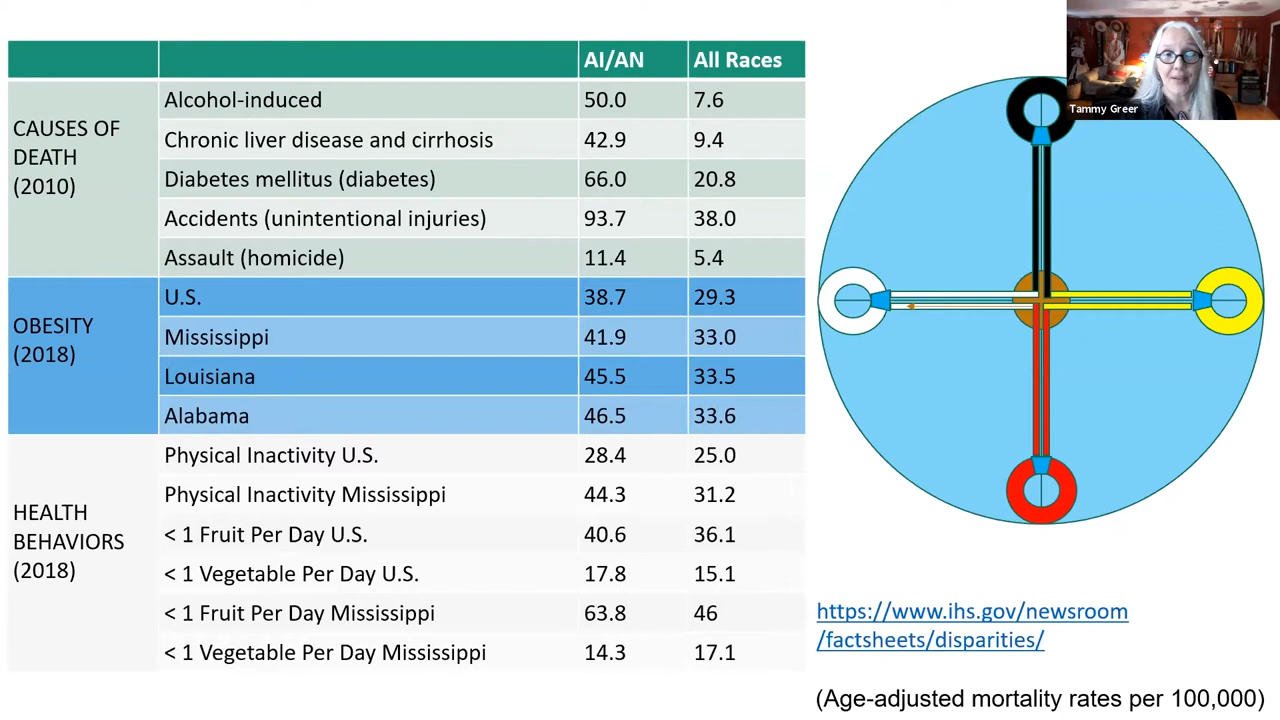 AI/AN All Races
CAUSES OF
DEATH
(2010)
Alcohol-induced 50.0 7.6
Chronic liver disease and cirrhosis 42.9 9.4
Diabetes mellitus (diabetes) 66.0 20.8
Accidents (unintentional injuries) 93.7 38.0
Assault (homicide) 11.4 5.4
OBESITY
(2018)
U.S. 38.7 29.3
Mississippi 41.9 33.0
Louisiana 45.5 33.5
Alabama 46.5 33.6
HEALTH
BEHAVIORS
(2018)
Physical Inactivity U.S. 28.4 25.0
Physical Inactivity Mississippi 44.3 31.2
< 1 Fruit Per Day U.S. 40.6 36.1
< 1 Vegetable Per Day U.S. 17.8 15.1
< 1 Fruit Per Day Mississippi 63.8 46
< 1 Vegetable Per Day Mississippi 14.3 17.1
Tammy Greer
https://www.ihs.gov/newsroom
/factsheets/disparities/
(Age-adjusted mortality rates per 100,000)